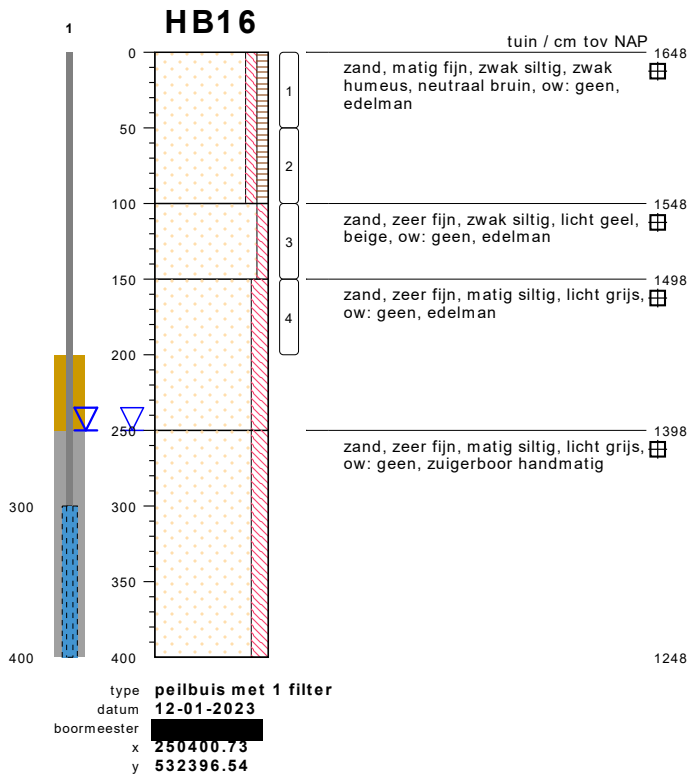 HB16
1
tuin / cm tov NAP
0
1648
zand, matig fijn, zwak siltig, zwak
humeus, neutraal bruin, ow: geen,
edelman
1
50
2
100
1548
zand, zeer fijn, zwak siltig, licht geel,
beige, ow: geen, edelman
3
150
1498
zand, zeer fijn, matig siltig, licht grijs,
ow: geen, edelman
4
200
250
1398
zand, zeer fijn, matig siltig, licht grijs,
ow: geen, zuigerboor handmatig
300 300
350
400 400 1248
type peilbuis met 1 filter
datum 12-01-2023
boormeester
x 250400.73
y 532396.54